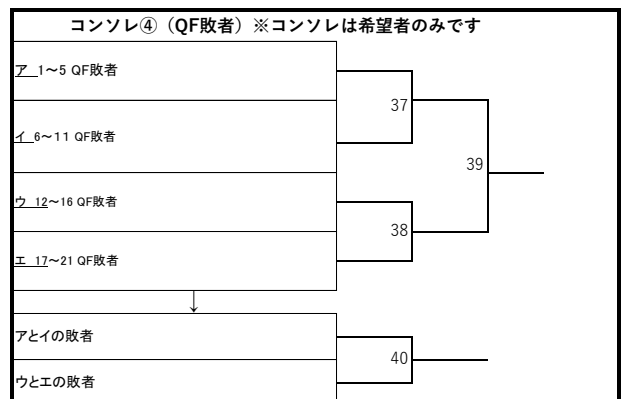 コンソレ④（QF敗者）※コンソレは希望者のみです
ア 1～5 QF敗者
37
イ 6～11 QF敗者
39
ウ 12～16 QF敗者
38
エ 17～21 QF敗者
↓
アとイの敗者
40
ウとエの敗者